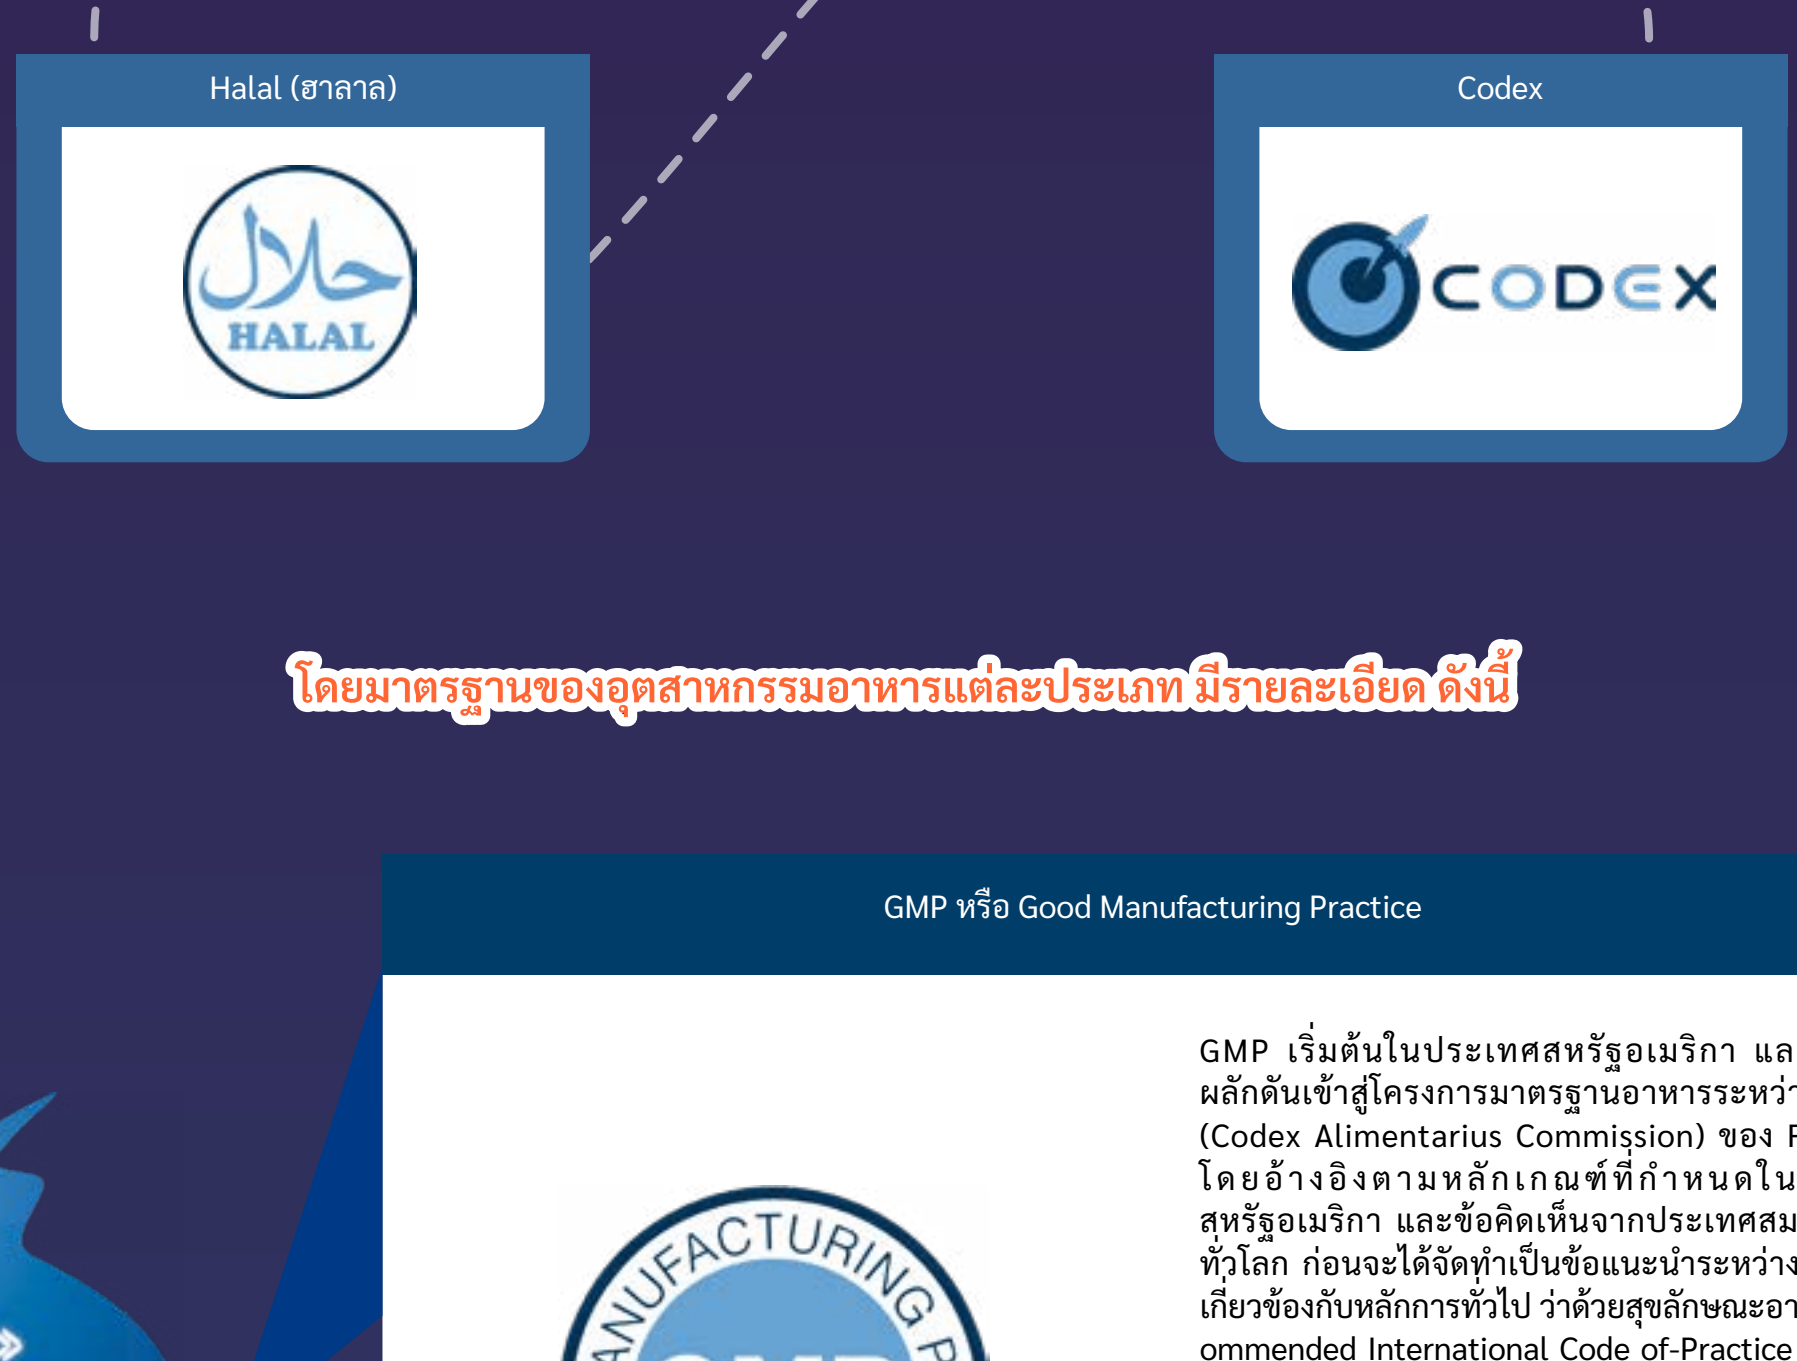 Halal (ฮาลาล)
Codex
حلال
HALAL
CODEX
โดยมาตรฐานของอุตสาหกรรมอาหารแต่ละประเภท มีรายละเอียด ดังนี้
GMP หรือ Good Manufacturing Practice
GMP เริ่มต้นในประเทศสหรัฐอเมริกา
ผลักดันเข้าสู่โครงการมาตรฐานอาหาร
(Codex Alimentarius Commission) ของ
โดยอ้างอิงตามหลักเกณฑ์ที่กำหนดใน
สหรัฐอเมริกา และข้อคิดเห็นจากประเทศ
ทั่วโลก ก่อนจะได้จัดทำเป็นข้อแนะนำระหว่าง
เกี่ยวข้องกับหลักการทั่วไป ว่าด้วยสุขลักษณะ
ommended International Code of-Practice
MANUFACTURING